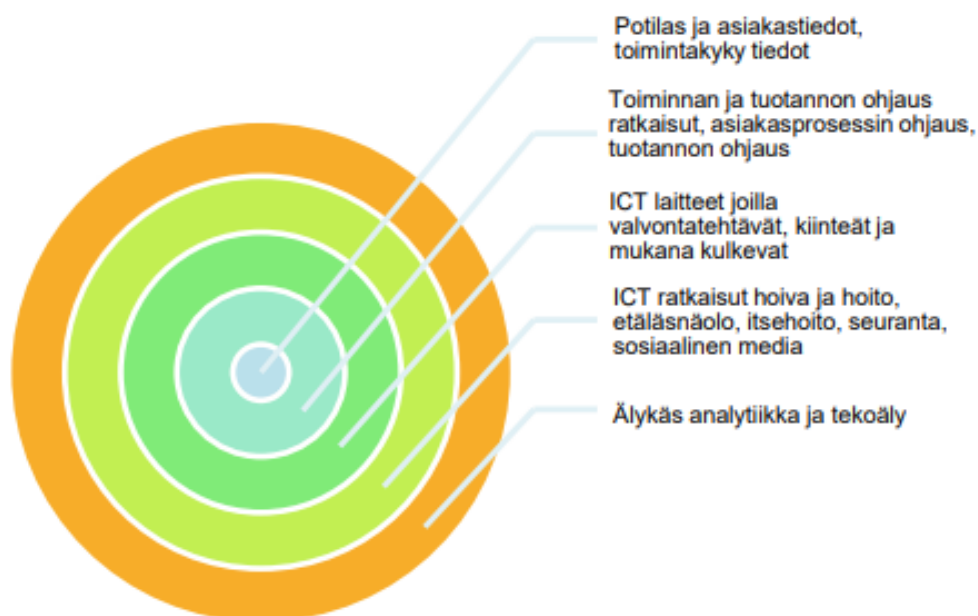 Potilas ja asiakastiedot,
toimintakyky tiedot
Toiminnan ja tuotannon ohjaus
ratkaisut, asiakasprosessin ohjaus,
tuotannon ohjaus
ICT laitteet joilla
valvontatehtävät, kiinteät ja
mukana kulkevat
ICT ratkaisut hoiva ja hoito,
etäläsnäolo, itsehoito, seuranta,
sosiaalinen media
Älykäs analytiikka ja tekoäly